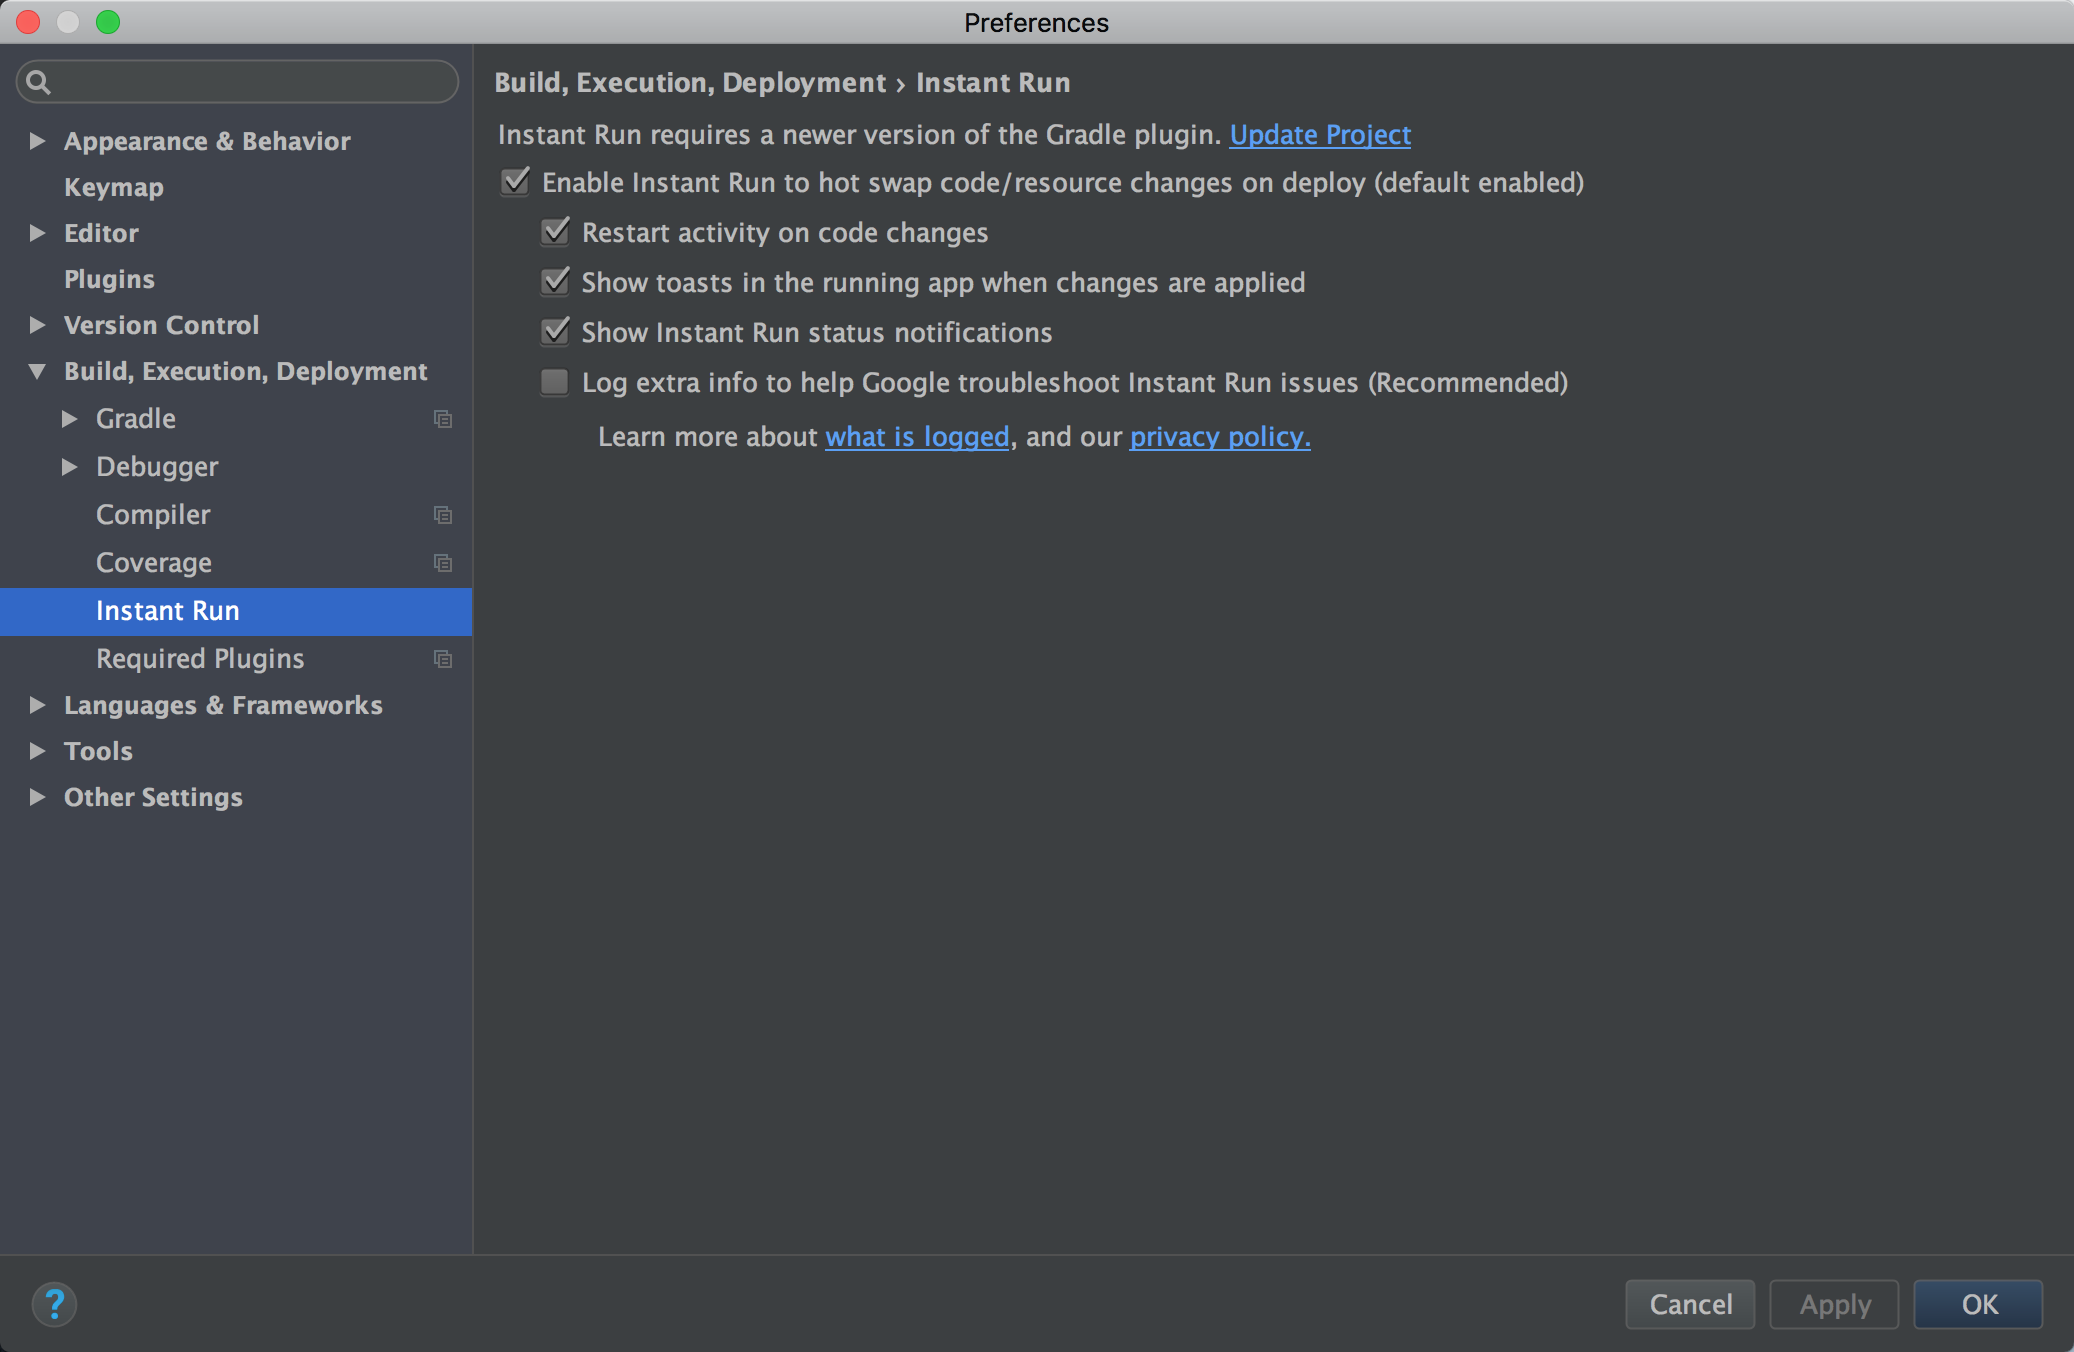 Preferences
Appearance & Behavior
Keymap
Editor
Plugins
Version Control
Build, Execution, Deployment
Gradle
Debugger
Compiler
Coverage
Instant Run
Required Plugins
Languages & Frameworks
Tools
Other Settings
Build, Execution, Deployment › Instant Run
Instant Run requires a newer version of the Gradle plugin. Update Project
Enable Instant Run to hot swap code/resource changes on deploy (default enabled)
Restart activity on code changes
Show toasts in the running app when changes are applied
Show Instant Run status notifications
Log extra info to help Google troubleshoot Instant Run issues (Recommended)
Learn more about what is logged, and our privacy policy.
?
Cancel
Apply
OK